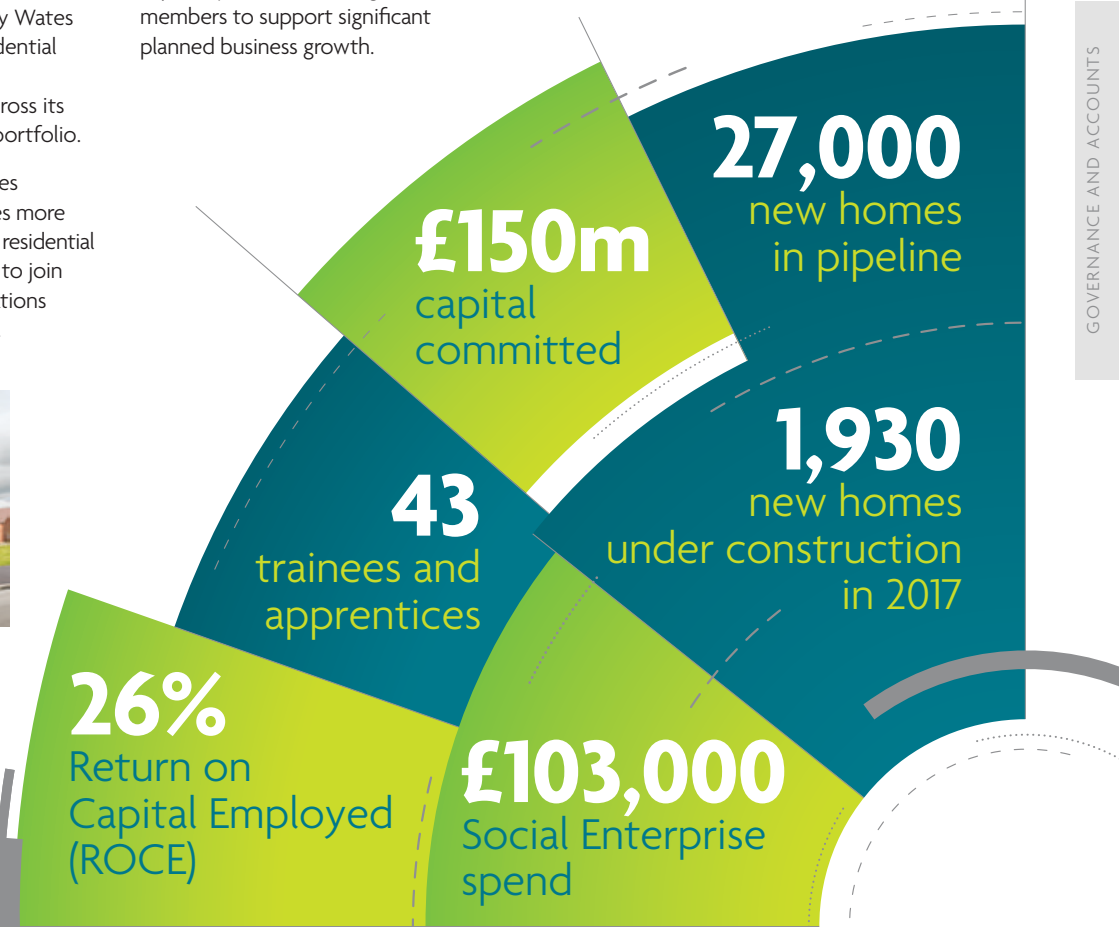 y Wates
dential
ross its
portfolio.
es
es more
residential
to join
tions
members to support significant
planned business growth.
27,000
new homes
in pipeline
£150m
capital
committed
1,930
new homes
under construction
in 2017
43
trainees and
apprentices
26%
Return on
Capital Employed
(ROCE)
£103,000
Social Enterprise
spend
GOVERNANCE AND ACCOUNTS